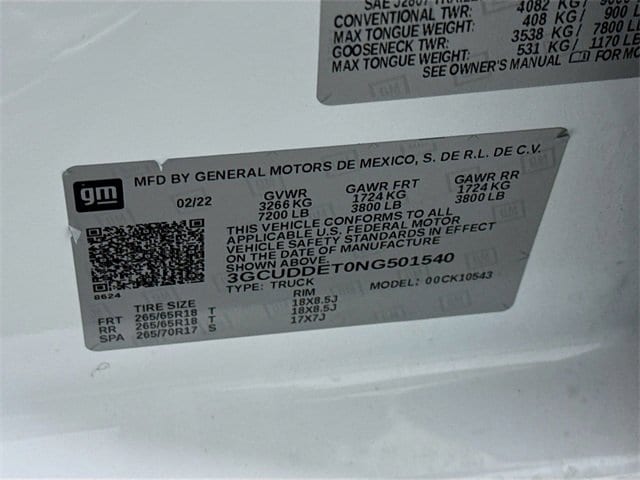 SAE J2807 TRAILE
CONVENTIONAL TWR: 4082 KG/ 9000
MAX TONGUE WEIGHT: 408 KG/ 900 L
GOOSENECK TWR: 3538 KG/ 7800 LB
MAX TONGUE WEIGHT: 531 KG/ 1170 LB
SEE OWNER'S MANUAL FOR MO
gm
MFD BY GENERAL MOTORS DE MEXICO, S. DE R.L. DE C.V.
02/22 GVWR GAWR FRT GAWR RR
3266 KG 1724 KG 1724 KG
7200 LB 3800 LB 3800 LB
THIS VEHICLE CONFORMS TO ALL
APPLICABLE U.S. FEDERAL MOTOR
VEHICLE SAFETY STANDARDS IN EFFECT
ON THE DATE OF MANUFACTURE
SHOWN ABOVE.
3GCUDDET0NG501540
8624
TYPE: TRUCK MODEL: 00CK10543
TIRE SIZE RIM
FRT 265/65R18 T 18X8.5J
RR 265/65R18 T 18X8.5J
SPA 265/70R17 S 17X7J